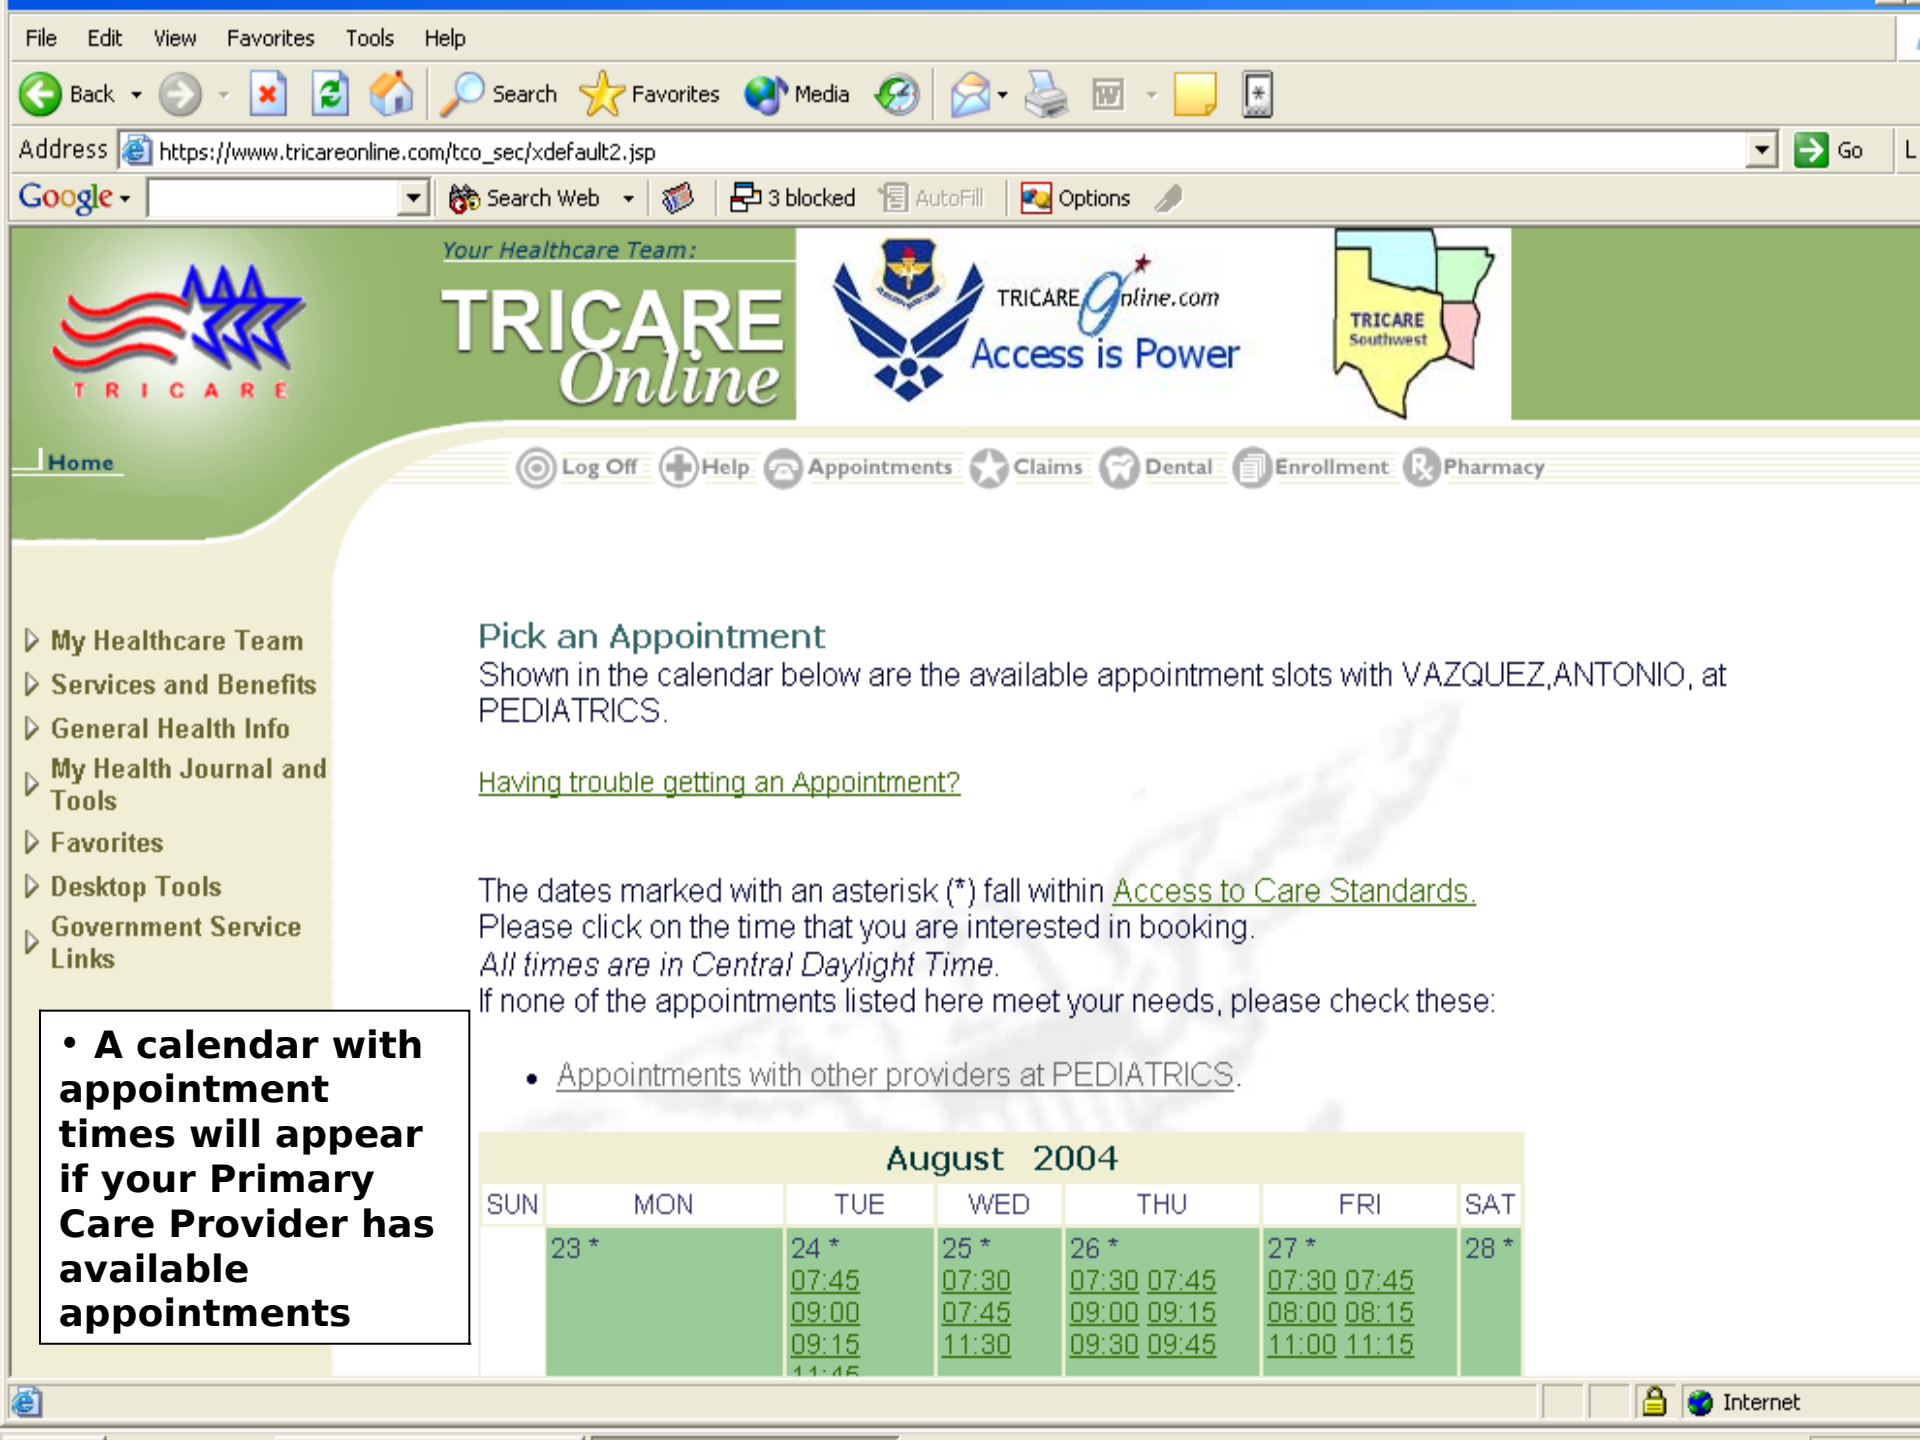 File Edit View Favorites Tools Help
Back Search Favorites Media
Address https://www.tricareonline.com/tco_sec/xdefault2.jsp Go L
Google Search Web 3 blocked AutoFill Options
Your Healthcare Team:
TRICARE
Online
TRICARE
TRICARE Online.com
Access is Power
TRICARE
Southwest
Home
Log Off Help Appointments Claims Dental Enrollment Pharmacy
My Healthcare Team
Services and Benefits
General Health Info
My Health Journal and
Tools
Favorites
Desktop Tools
Government Service
Links
• A calendar with
appointment
times will appear
if your Primary
Care Provider has
available
appointments
Pick an Appointment
Shown in the calendar below are the available appointment slots with VAZQUEZ,ANTONIO, at
PEDIATRICS.
Having trouble getting an Appointment?
The dates marked with an asterisk (*) fall within Access to Care Standards.
Please click on the time that you are interested in booking.
All times are in Central Daylight Time.
If none of the appointments listed here meet your needs, please check these:
• Appointments with other providers at PEDIATRICS.
August 2004
SUN MON TUE WED THU FRI SAT
23 * 24 * 25 * 26 * 27 * 28 *
07:45 07:30 07:30 07:45 07:30 07:45
09:00 07:45 09:00 09:15 08:00 08:15
09:15 11:30 09:30 09:45 11:00 11:15
11:45
Internet